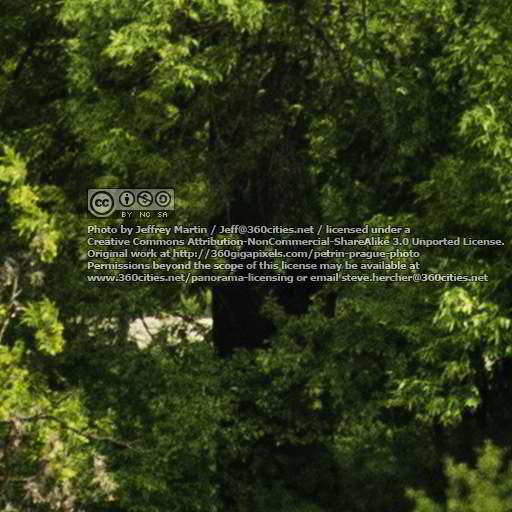 cc
BY NC SA
Photo by Jeffrey Martin / Jeff@360cities.net / licensed under a
Creative Commons Attribution-NonCommercial-ShareAlike 3.0 Unported License.
Original work at http://360gigapixels.com/petrin-prague-photo
Permissions beyond the scope of this license may be available at
www.360cities.net/panorama-licensing or email steve.hercher@360cities.net